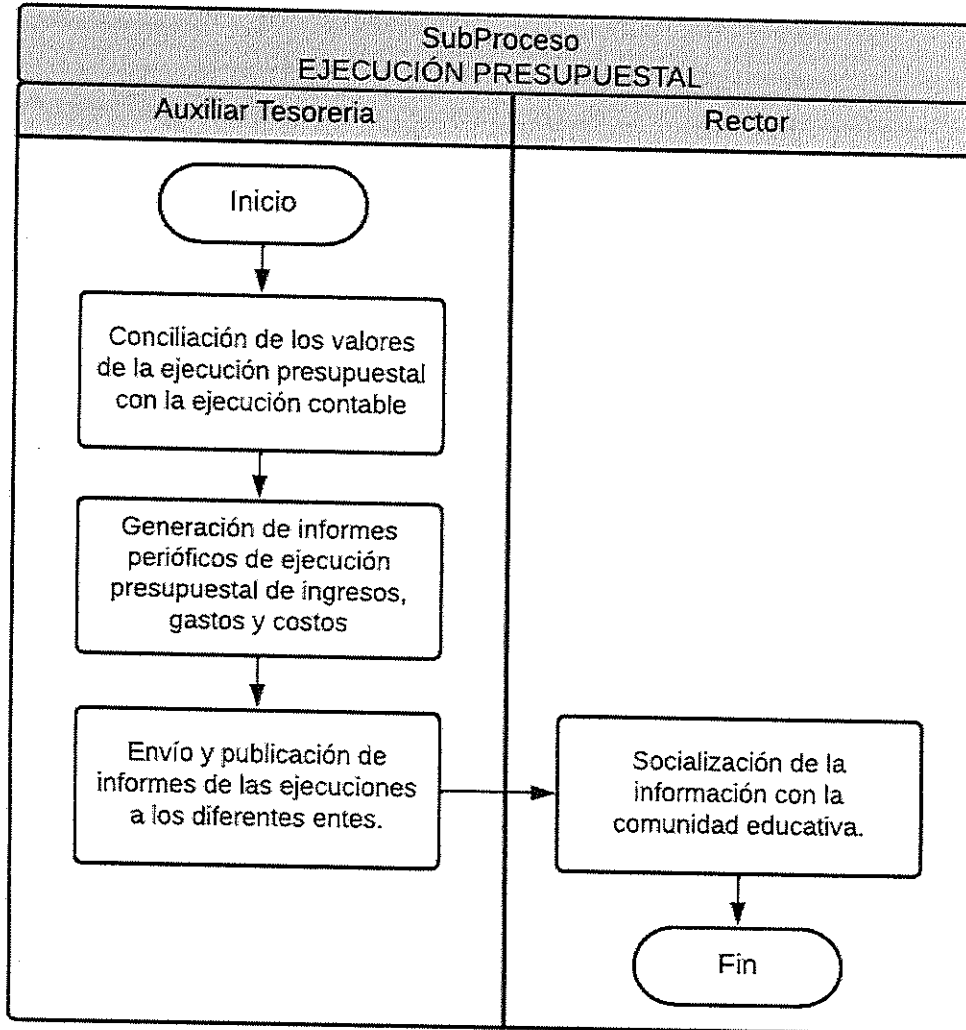 SubProceso
EJECUCIÓN PRESUPUESTAL
Auxiliar Tesoreria
Rector
Inicio
Conciliación de los valores
de la ejecución presupuestal
con la ejecución contable
Generación de informes
perióficos de ejecución
presupuestal de ingresos,
gastos y costos
Envío y publicación de
informes de las ejecuciones
a los diferentes entes.
Socialización de la
información con la
comunidad educativa.
Fin